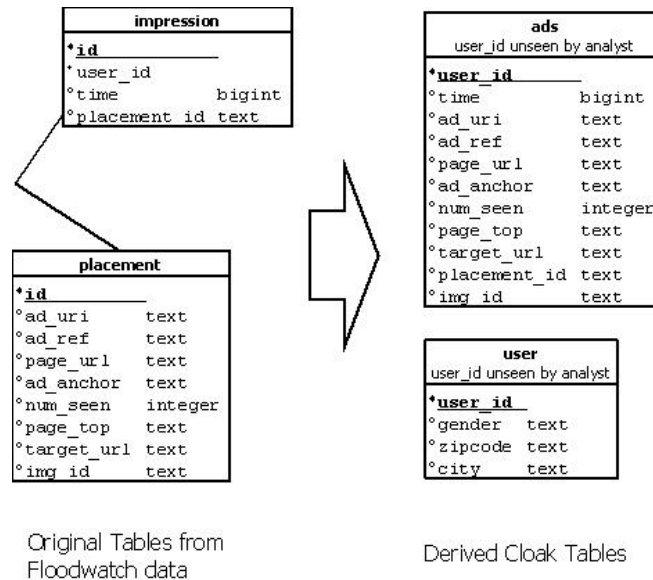 impression
*id
*user_id
°time bigint
°placement_id text
placement
*id
°ad_uri text
°ad_ref text
°page_url text
°ad_anchor text
°num_seen integer
°page_top text
°target_url text
°img_id text
Original Tables from
Floodwatch data
ads
user_id unseen by analyst
*user_id
°time bigint
°ad_uri text
°ad_ref text
°page_url text
°ad_anchor text
°num_seen integer
°page_top text
°target_url text
°placement_id text
°img_id text
user
user_id unseen by analyst
*user_id
°gender text
°zipcode text
°city text
Derived Cloak Tables